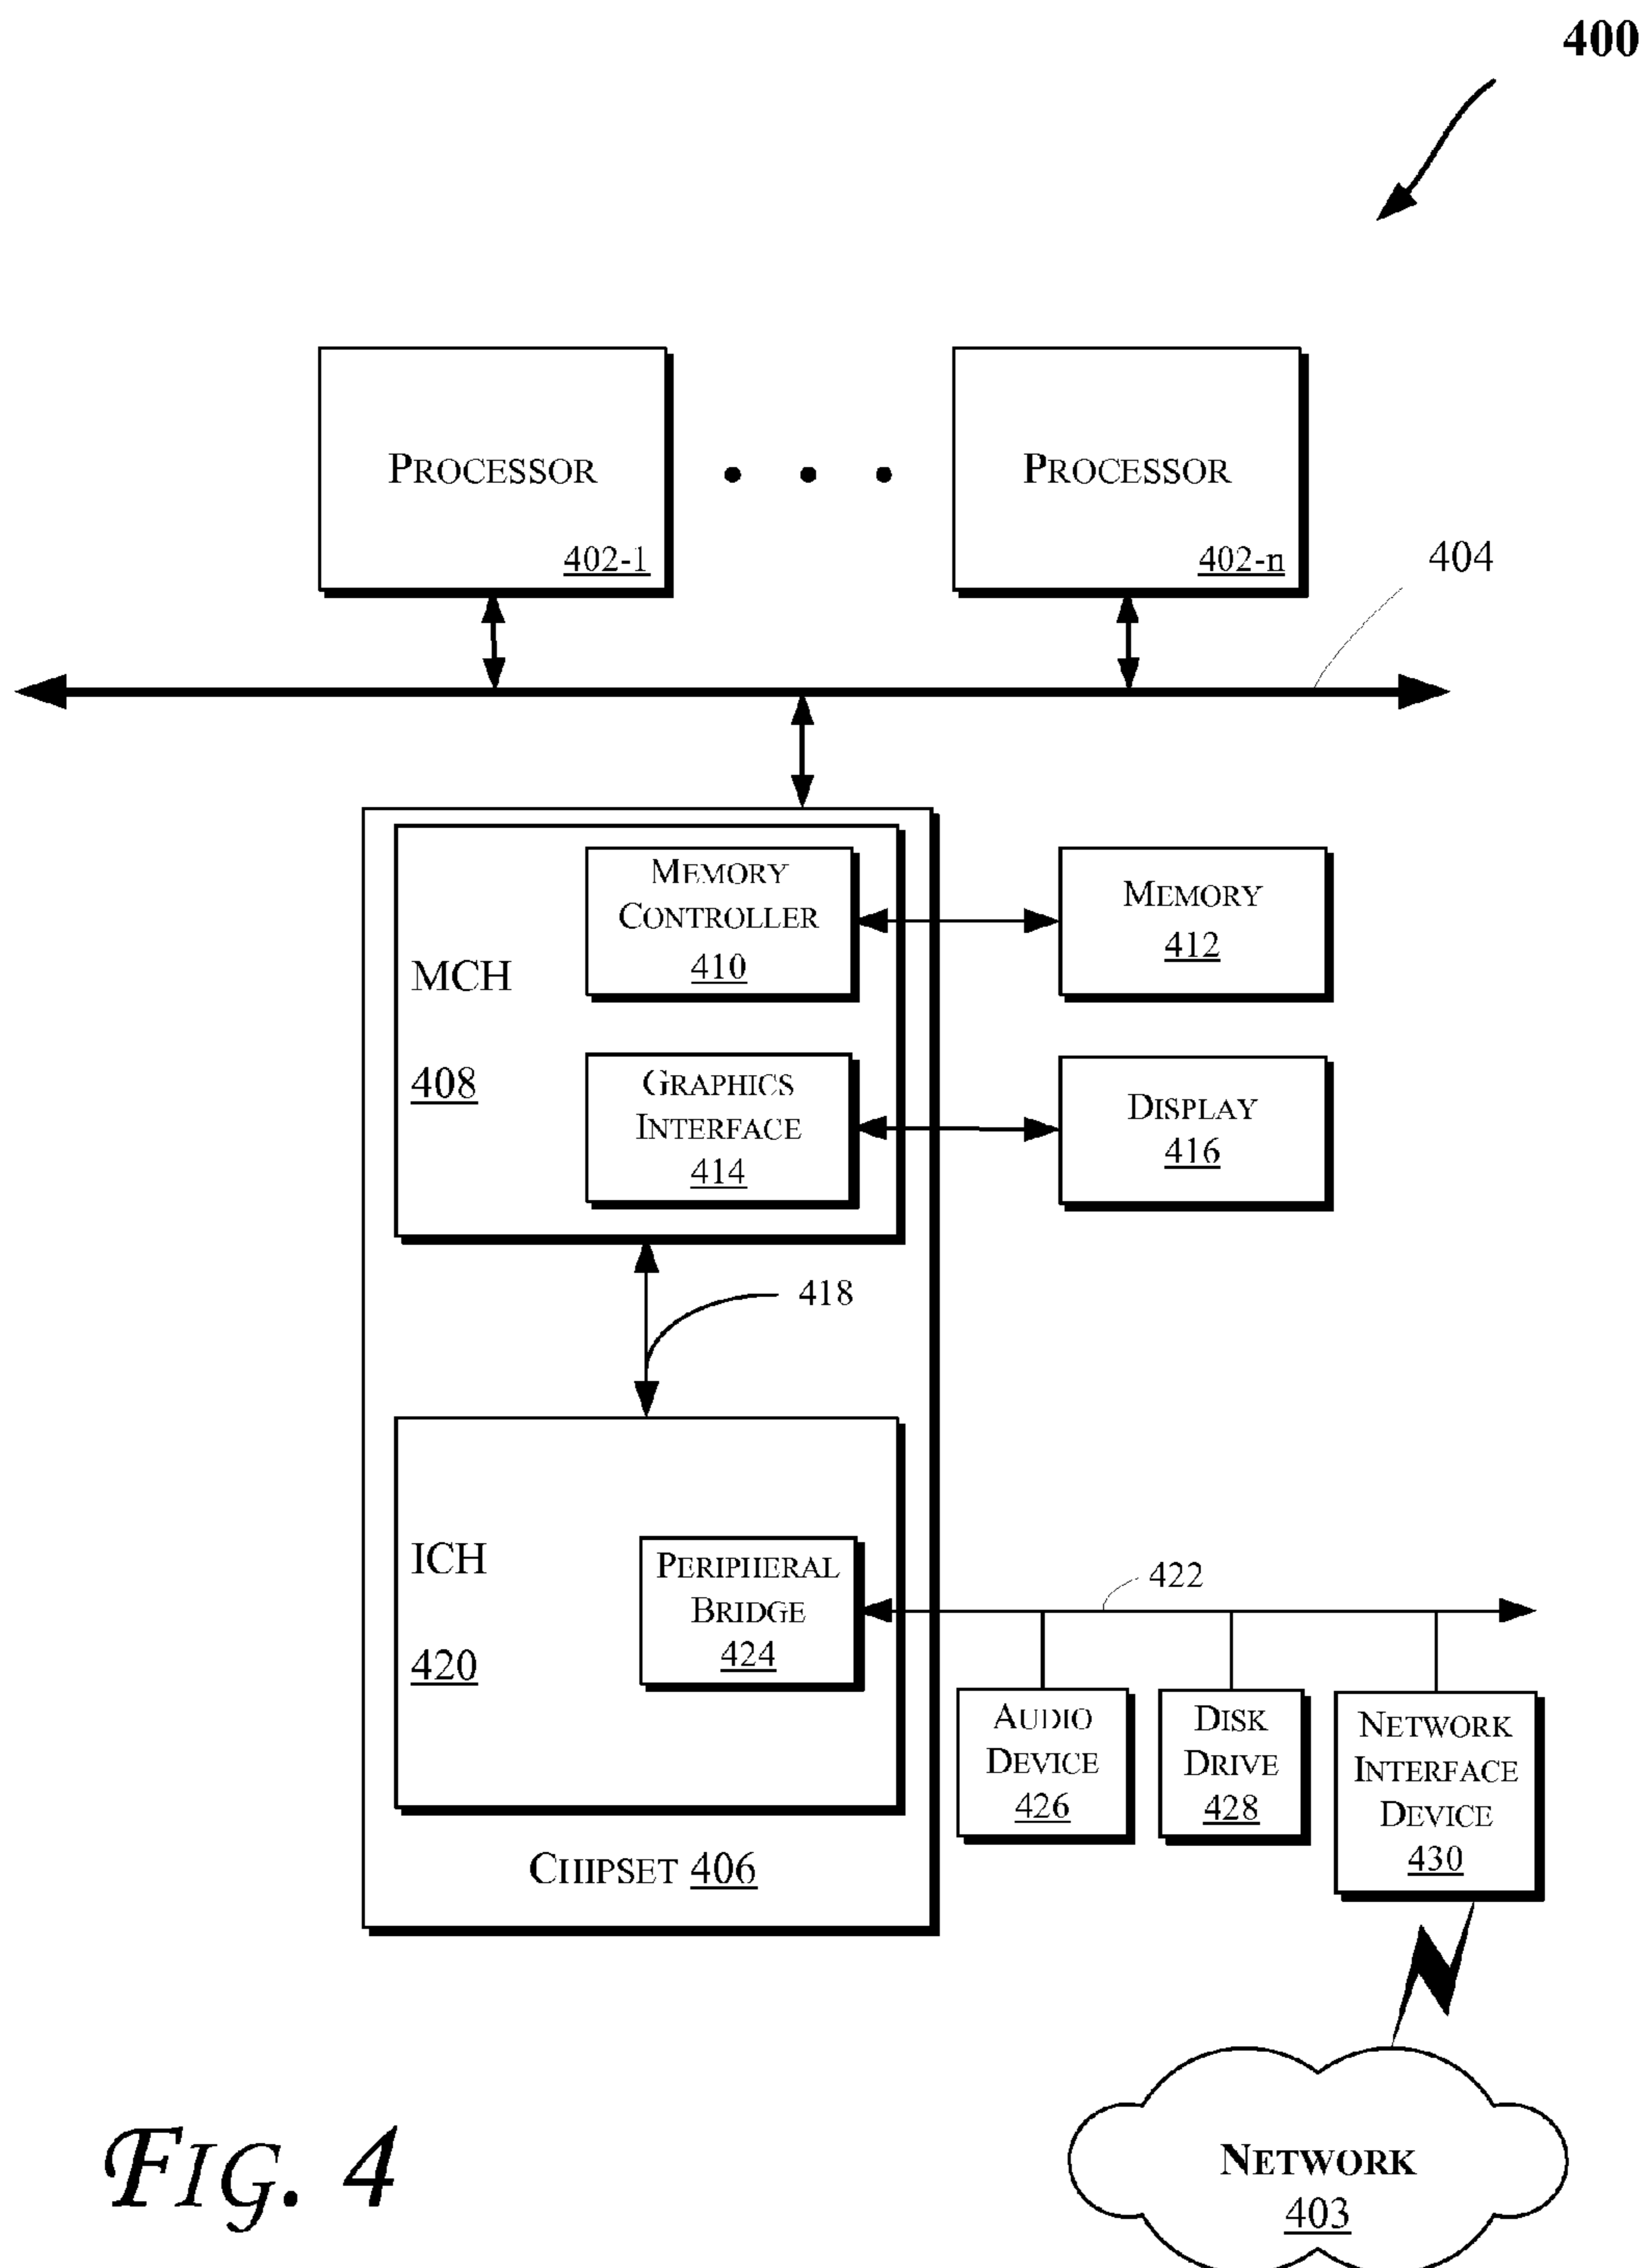 400
PROCESSOR
402-1
PROCESSOR
402-n
404
MEMORY
CONTROLLER
410
MCH
408
GRAPHICS
INTERFACE
414
MEMORY
412
DISPLAY
416
418
ICH
420
PERIPHERAL
BRIDGE
424
422
AUDIO
DEVICE
426
DISK
DRIVE
428
NETWORK
INTERFACE
DEVICE
430
CHIPSET 406
NETWORK
403
FIG. 4